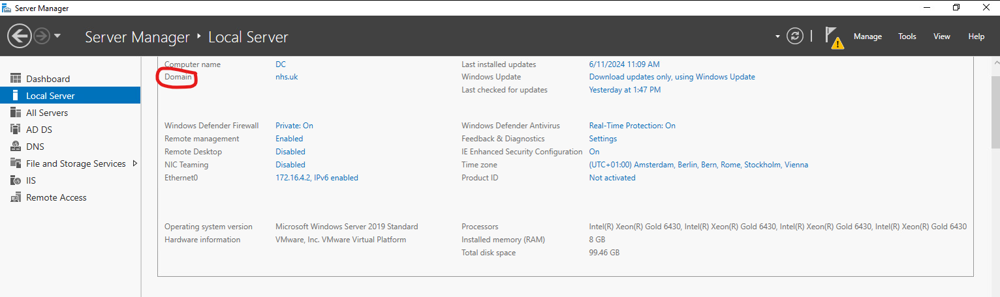 Server Manager
Server Manager ‣ Local Server
Manage Tools View Help
Dashboard
Local Server
All Servers
AD DS
DNS
File and Storage Services
IIS
Remote Access
Computer name DC
Domain nhs.uk
Last installed updates 6/11/2024 11:09 AM
Windows Update Download updates only, using Windows Update
Last checked for updates Yesterday at 1:47 PM
Windows Defender Firewall Private: On
Remote management Enabled
Remote Desktop Disabled
NIC Teaming Disabled
Ethernet0 172.16.4.2, IPv6 enabled
Windows Defender Antivirus Real-Time Protection: On
Feedback & Diagnostics Settings
IE Enhanced Security Configuration On
Time zone (UTC+01:00) Amsterdam, Berlin, Bern, Rome, Stockholm, Vienna
Product ID Not activated
Operating system version Microsoft Windows Server 2019 Standard
Hardware information VMware, Inc. VMware Virtual Platform
Processors Intel(R) Xeon(R) Gold 6430, Intel(R) Xeon(R) Gold 6430, Intel(R) Xeon(R) Gold 6430, Intel(R) Xeon(R) Gold 6430
Installed memory (RAM) 8 GB
Total disk space 99.46 GB